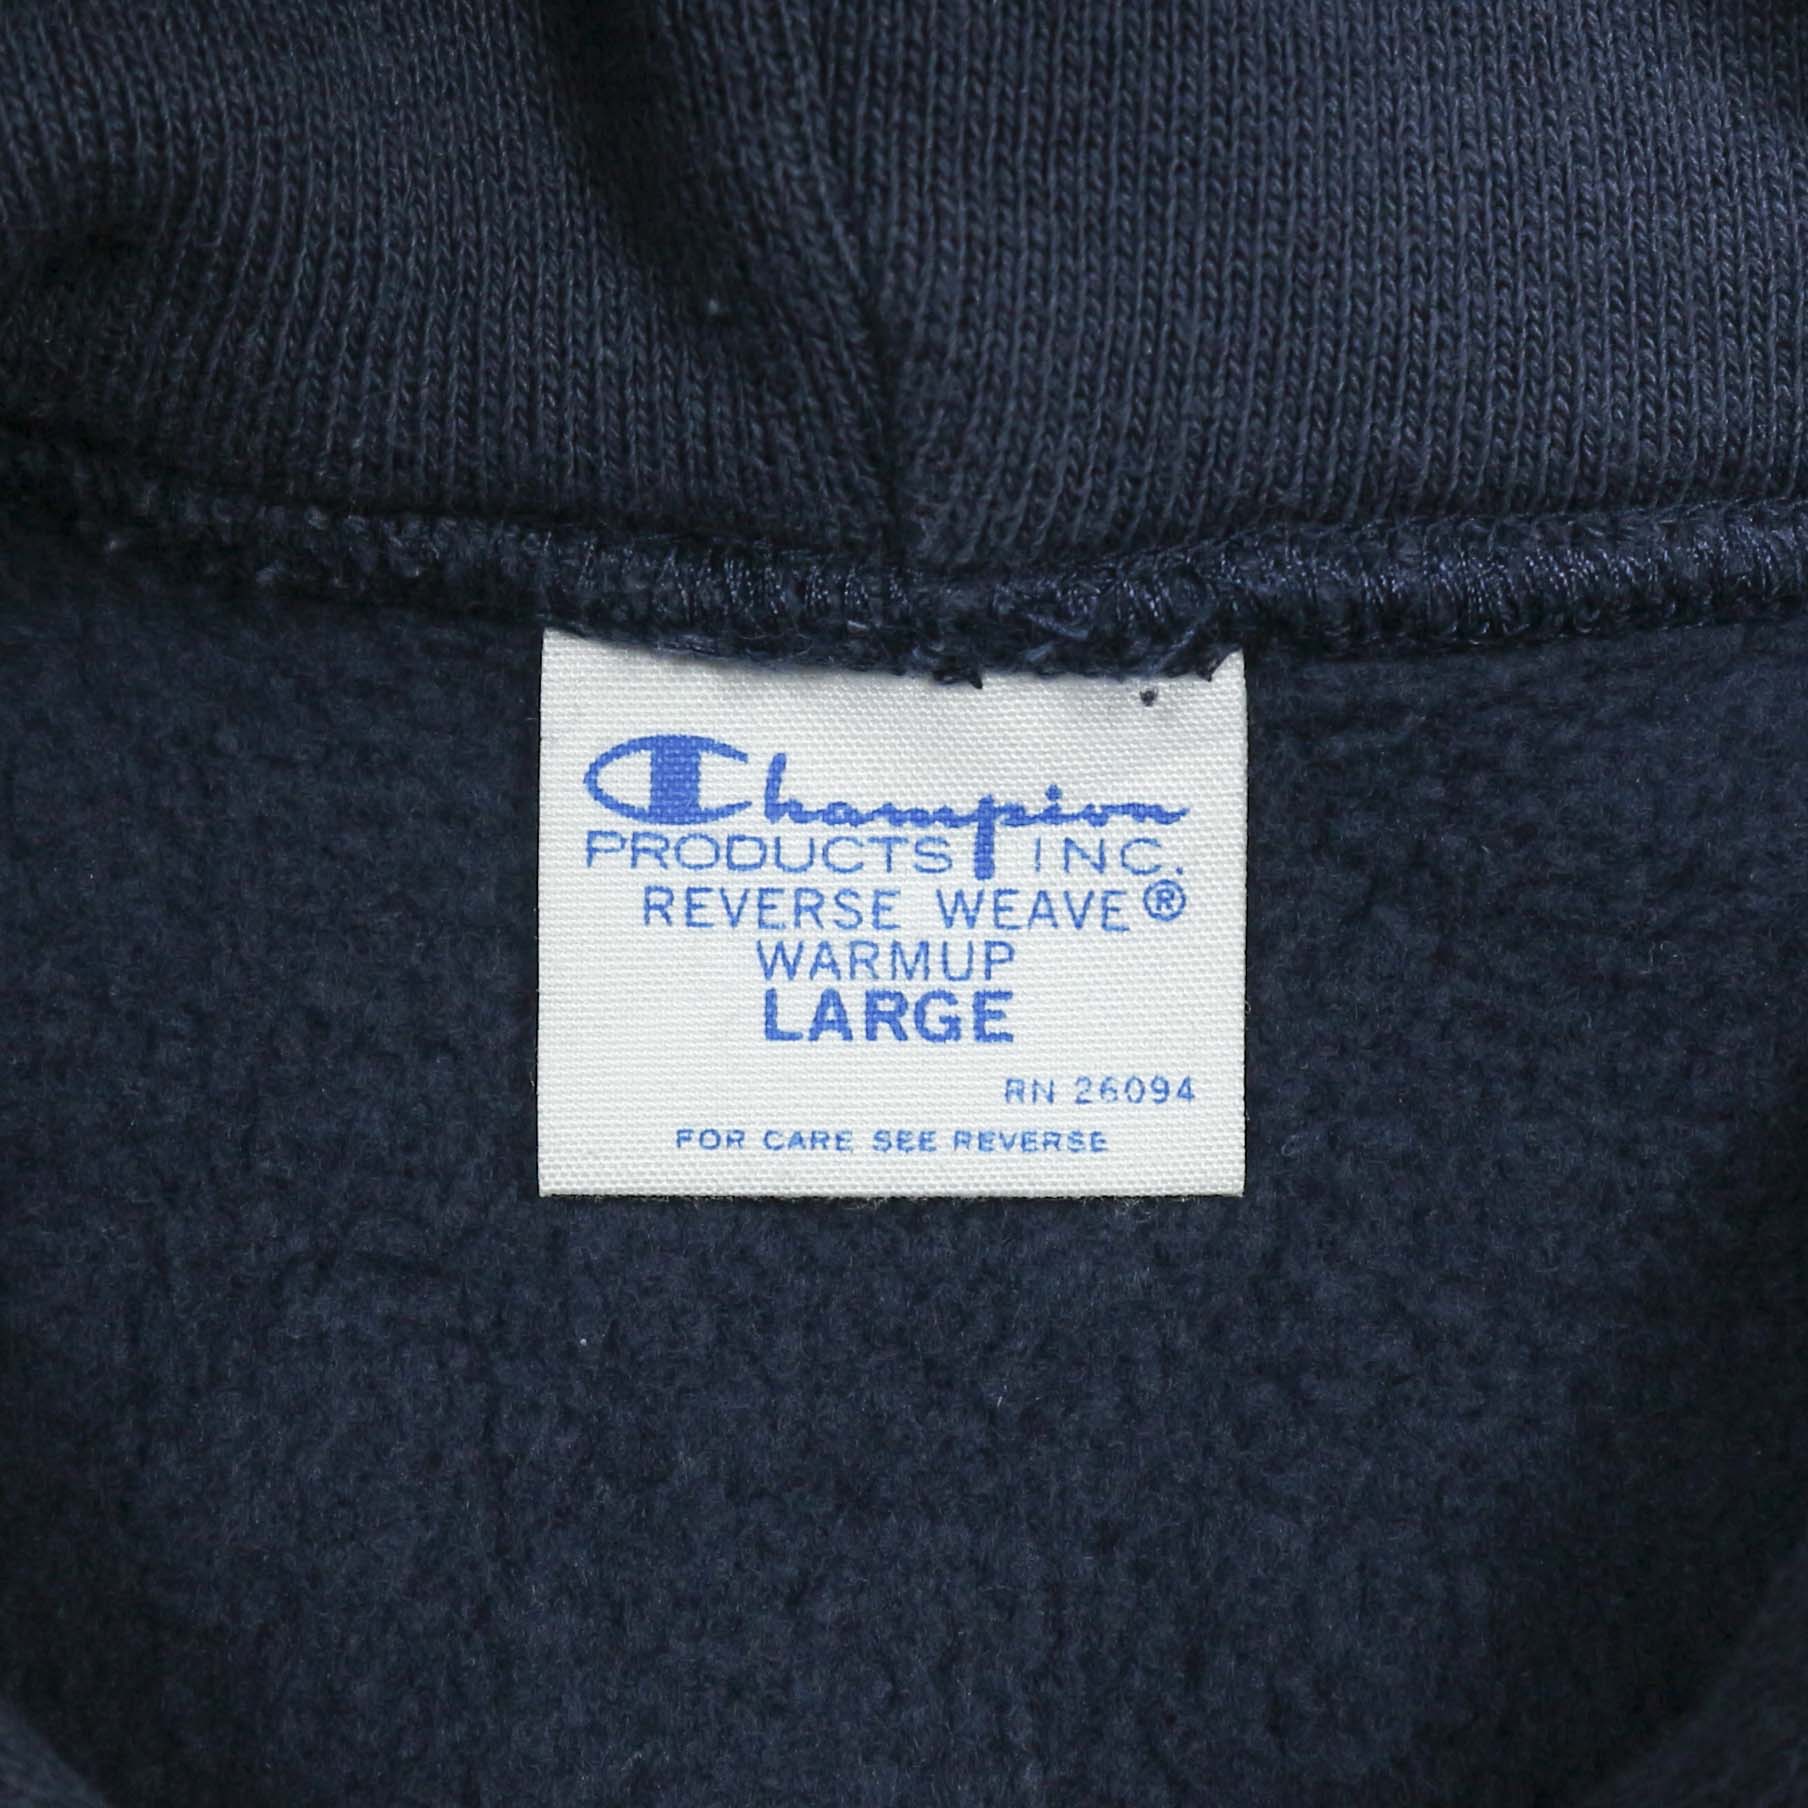 Champion
PRODUCTS INC.
REVERSE WEAVE®
WARMUP
LARGE
RN 26094
FOR CARE SEE REVERSE